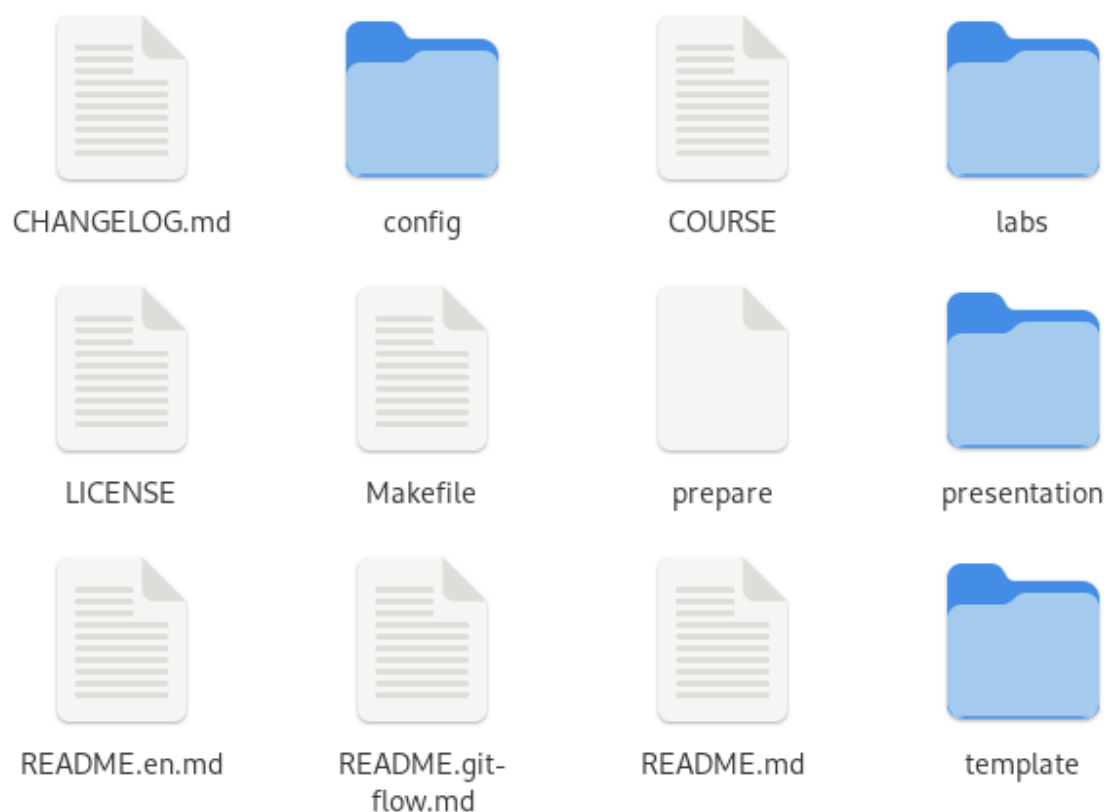 CHANGELOG.md
config
COURSE
labs
LICENSE
Makefile
prepare
presentation
README.en.md
README.git-
flow.md
README.md
template